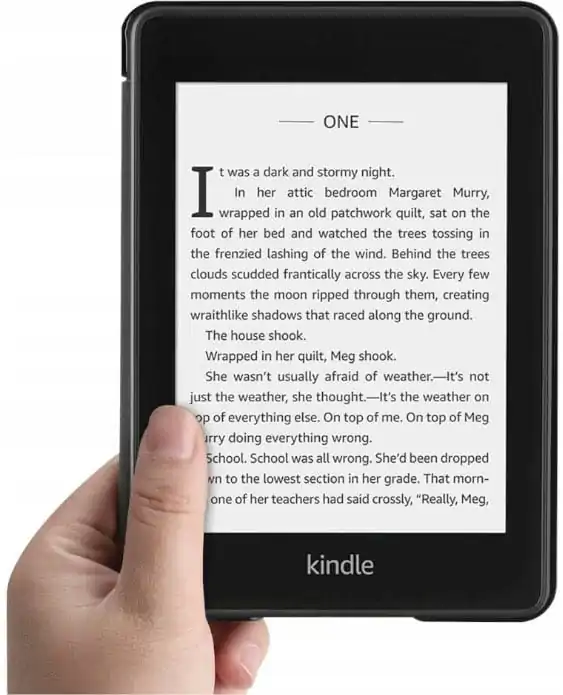 ONE
It was a dark and stormy night.
In her attic bedroom Margaret Murry,
wrapped in an old patchwork quilt, sat on the
foot of her bed and watched the trees tossing in
the frenzied lashing of the wind. Behind the trees
clouds scudded frantically across the sky. Every few
moments the moon ripped through them, creating
wraithlike shadows that raced along the ground.
The house shook.
Wrapped in her quilt, Meg shook.
She wasn't usually afraid of weather.—It's not
just the weather, she thought.—It's the weather on
of everything else. On top of me. On top of Meg
doing everything wrong.
School. School was all wrong. She'd been dropped
to the lowest section in her grade. That morn-
one of her teachers had said crossly, “Really, Meg,
kindle